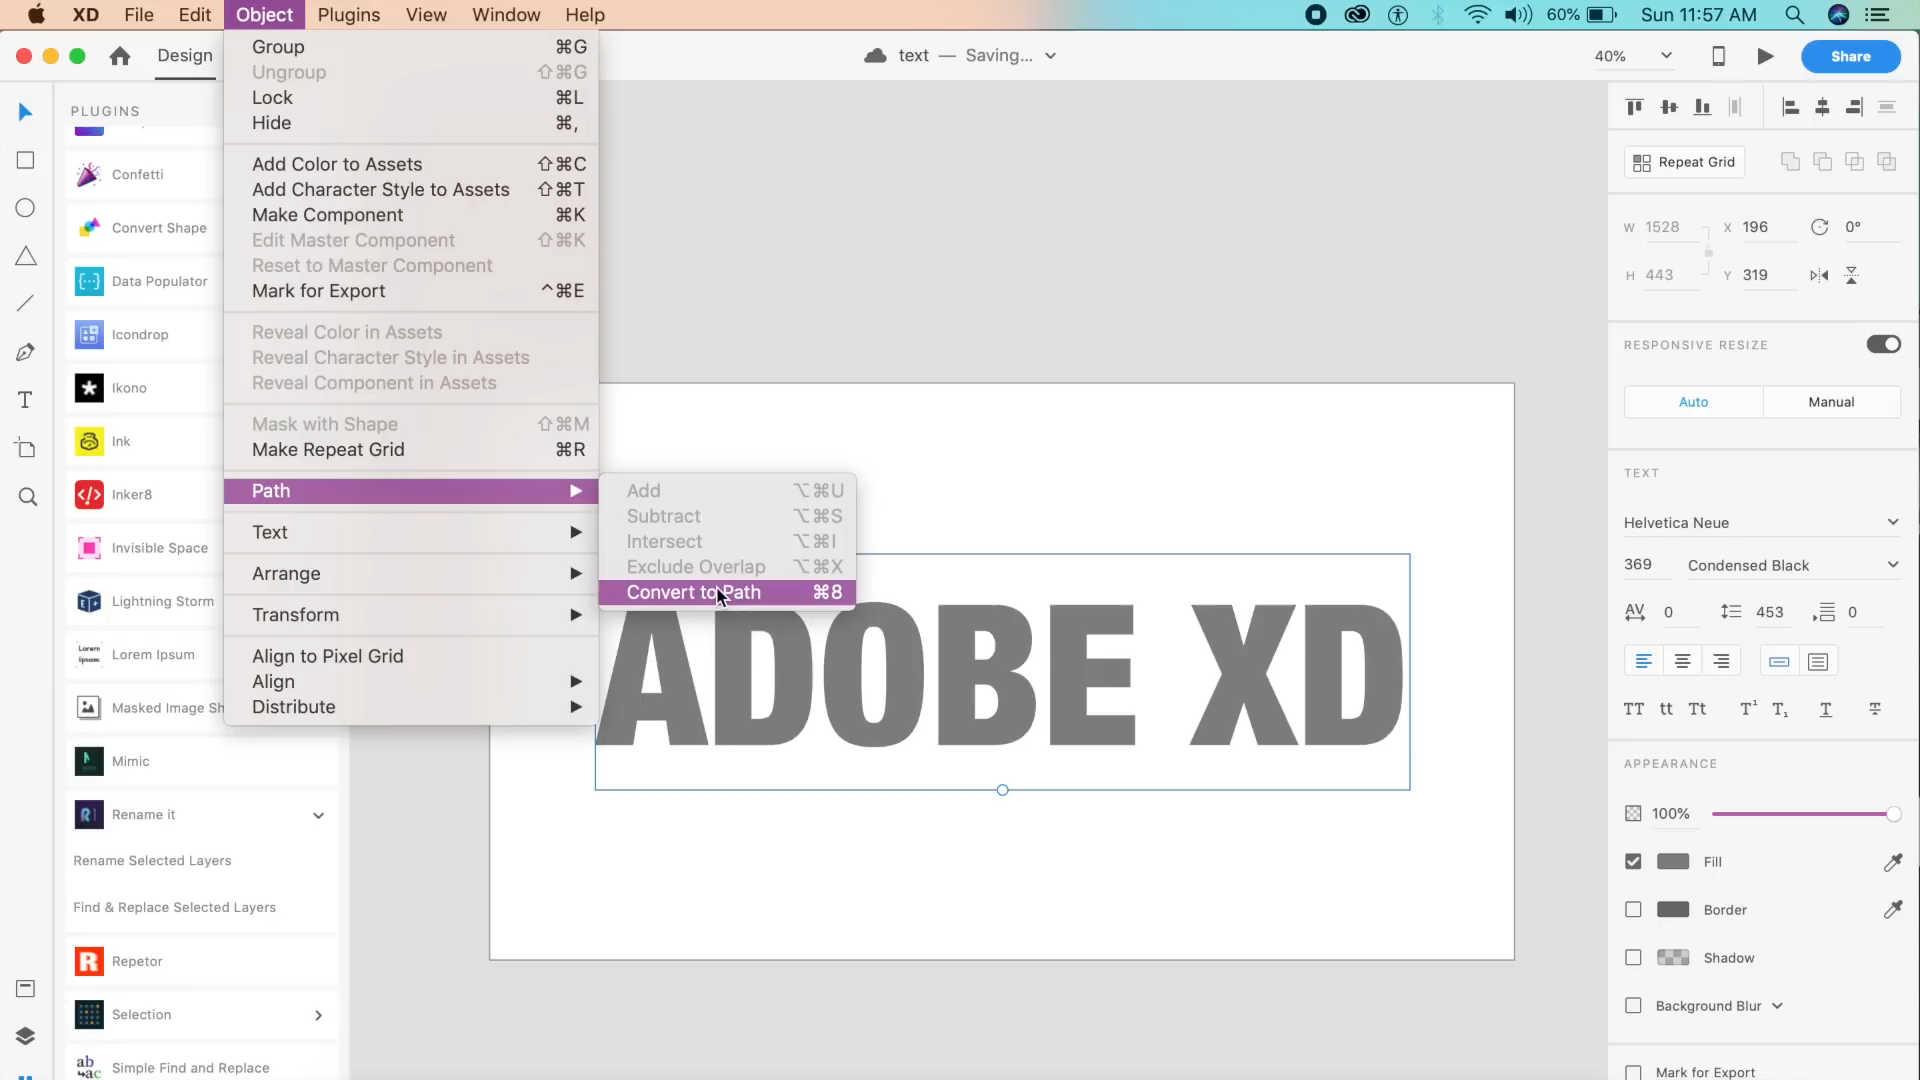 XD File Edit Object Plugins View Window Help 60% Sun 11:57 AM
Design text — Saving... 40% Share
PLUGINS
Confetti
Convert Shape
Data Populator
Icondrop
Ikono
Ink
Inker8
Invisible Space
Lightning Storm
Lorem Ipsum
Masked Image Sh
Mimic
Rename it
Rename Selected Layers
Find & Replace Selected Layers
Repetor
Selection
Simple Find and Replace
Group ⌘G
Ungroup ⇧⌘G
Lock ⌘L
Hide ⌘,
Add Color to Assets ⇧⌘C
Add Character Style to Assets ⇧⌘T
Make Component ⌘K
Edit Master Component ⇧⌘K
Reset to Master Component
Mark for Export ^⌘E
Reveal Color in Assets
Reveal Character Style in Assets
Reveal Component in Assets
Mask with Shape ⇧⌘M
Make Repeat Grid ⌘R
Path
Text
Arrange
Transform
Align to Pixel Grid
Align
Distribute
Add ⌥⌘U
Subtract ⌥⌘S
Intersect ⌥⌘I
Exclude Overlap ⌥⌘X
Convert to Path ⌘8
ADOBE XD
Repeat Grid
W 1528 X 196 0°
H 443 Y 319
RESPONSIVE RESIZE
Auto Manual
TEXT
Helvetica Neue
369 Condensed Black
AV 0 453 0
TT tt Tt T¹ T₁ T T
APPEARANCE
100%
Fill
Border
Shadow
Background Blur
Mark for Export